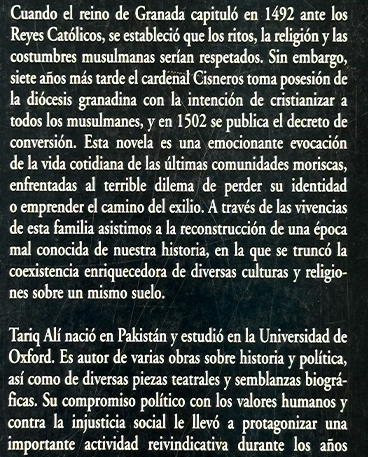 Cuando el reino de Granada capituló en 1492 ante los
Reyes Católicos, se estableció que los ritos, la religión y las
costumbres musulmanas serían respetados. Sin embargo,
siete años más tarde el cardenal Cisneros toma posesión de
la diócesis granadina con la intención de cristianizar a
todos los musulmanes, y en 1502 se publica el decreto de
conversión. Esta novela es una emocionante evocación
de la vida cotidiana de las últimas comunidades moriscas,
enfrentadas al terrible dilema de perder su identidad
o emprender el camino del exilio. A través de las vivencias
de esta familia asistimos a la reconstrucción de una época
mal conocida de nuestra historia, en la que se truncó la
coexistencia enriquecedora de diversas culturas y religio-
nes sobre un mismo suelo.
Tariq Alí nació en Pakistán y estudió en la Universidad de
Oxford. Es autor de varias obras sobre historia y política,
así como de diversas piezas teatrales y semblanzas biográ-
ficas. Su compromiso político con los valores humanos y
contra la injusticia social le llevó a protagonizar una
importante actividad reivindicativa durante los años